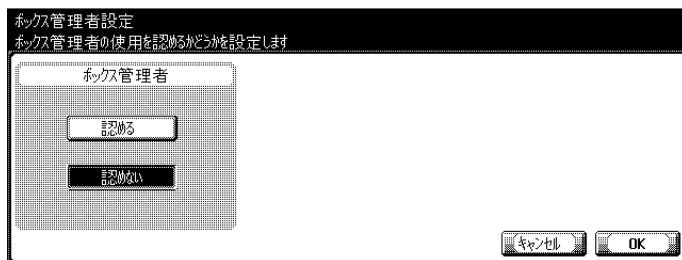 ボックス管理者設定
ボックス管理者の使用を認めるかどうかを設定します
ボックス管理者
認める
認めない
キャンセル OK